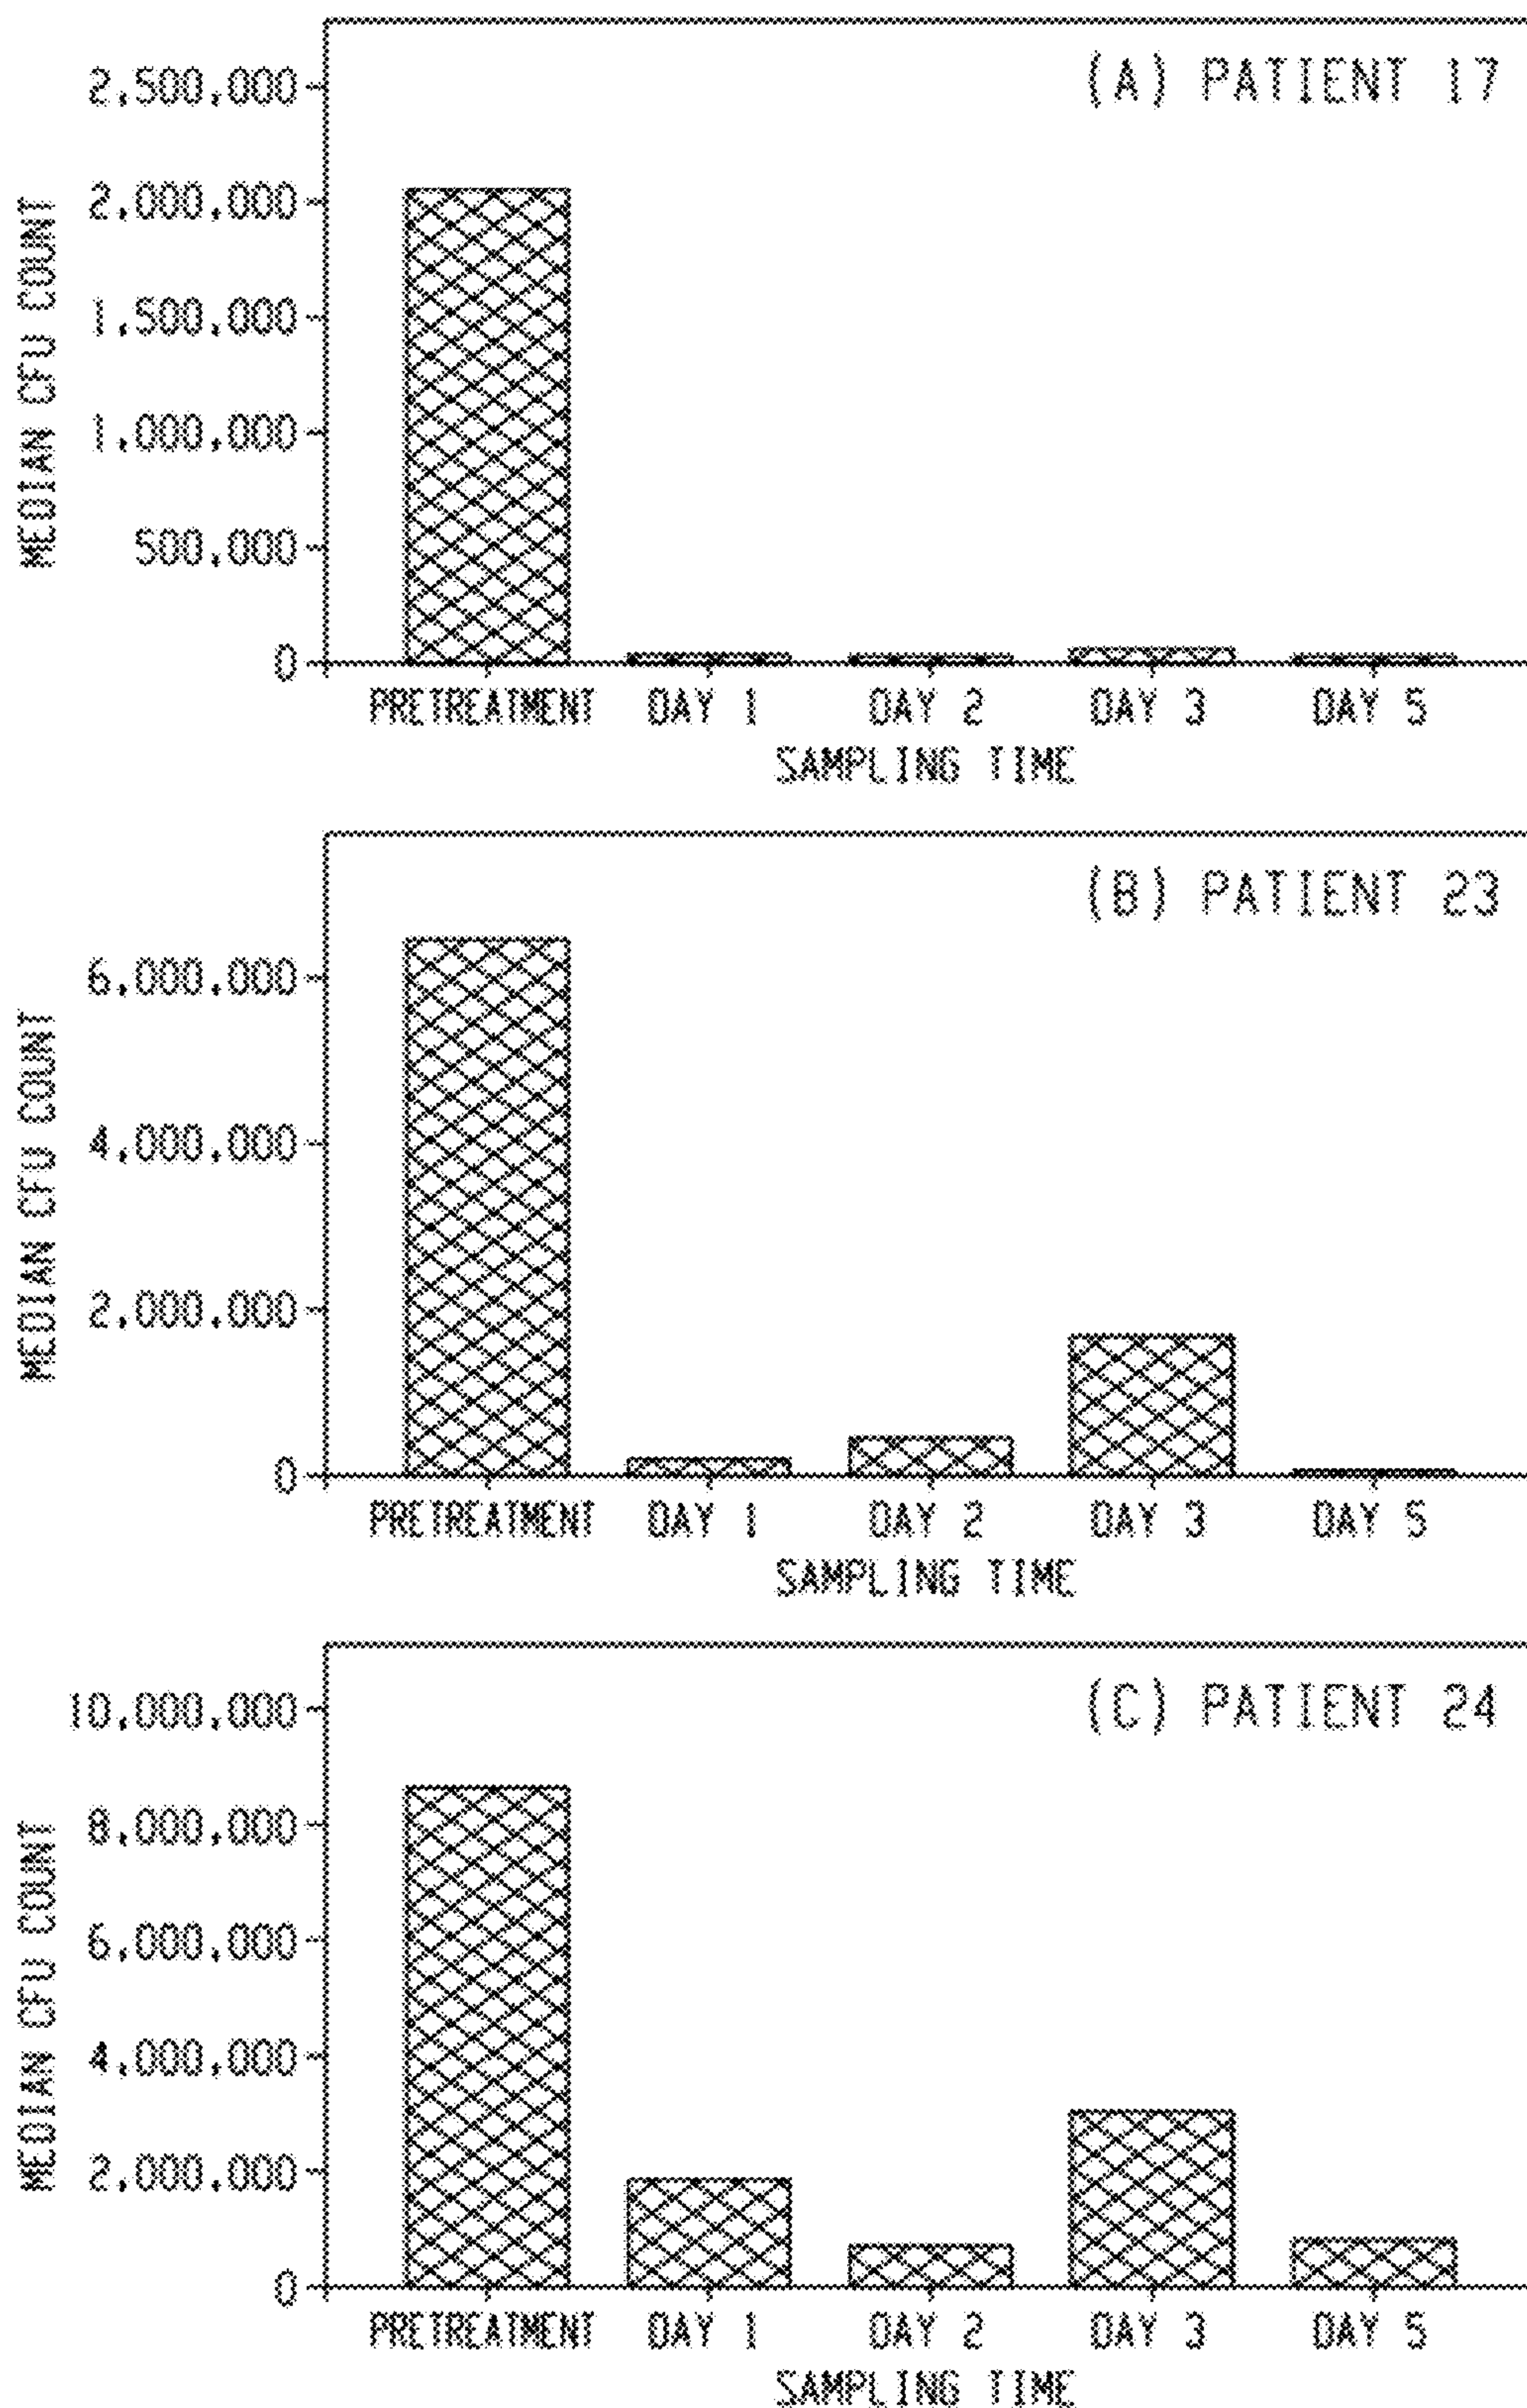 (A) PATIENT 17
MEDIAN CFU COUNT
2,500,000
2,000,000
1,500,000
1,000,000
500,000
0
PRETREATMENT DAY 1 DAY 2 DAY 3 DAY 5
SAMPLING TIME
(B) PATIENT 23
MEDIAN CFU COUNT
6,000,000
4,000,000
2,000,000
0
PRETREATMENT DAY 1 DAY 2 DAY 3 DAY 5
SAMPLING TIME
(C) PATIENT 24
MEDIAN CFU COUNT
10,000,000
8,000,000
6,000,000
4,000,000
2,000,000
0
PRETREATMENT DAY 1 DAY 2 DAY 3 DAY 5
SAMPLING TIME